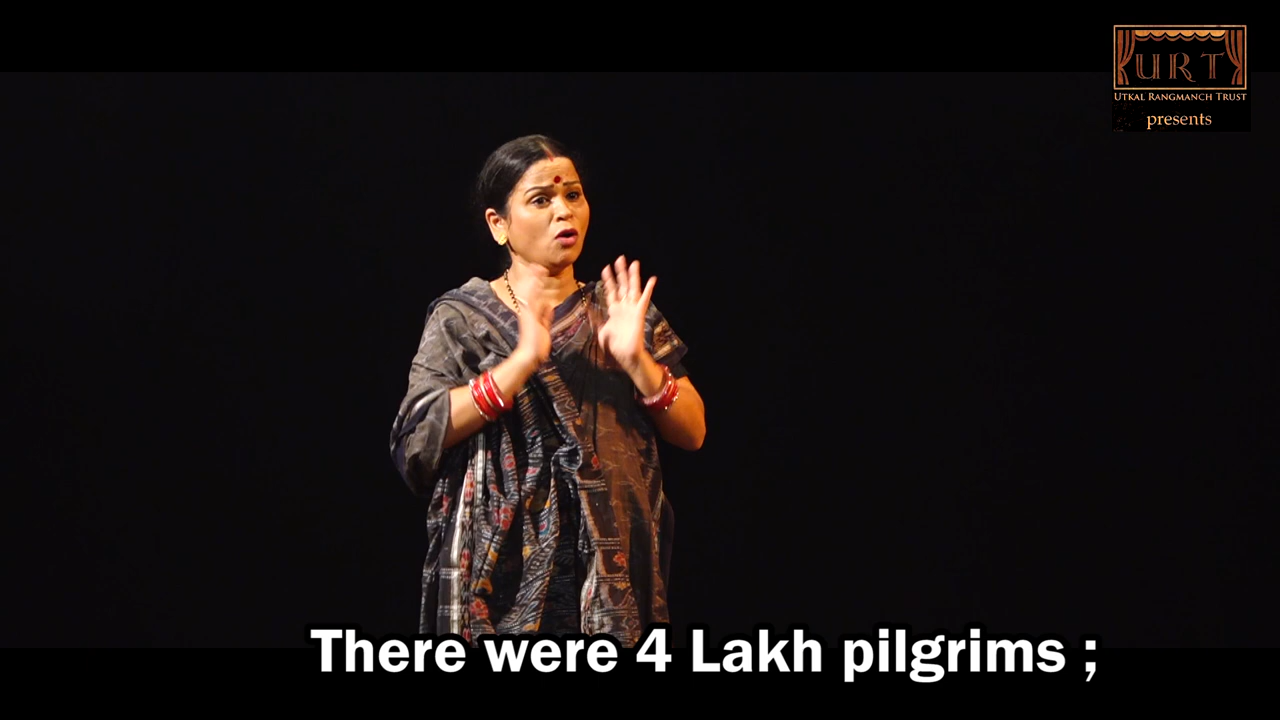 URT
UTKAL RANGMANCH TRUST
presents
There were 4 Lakh pilgrims ;